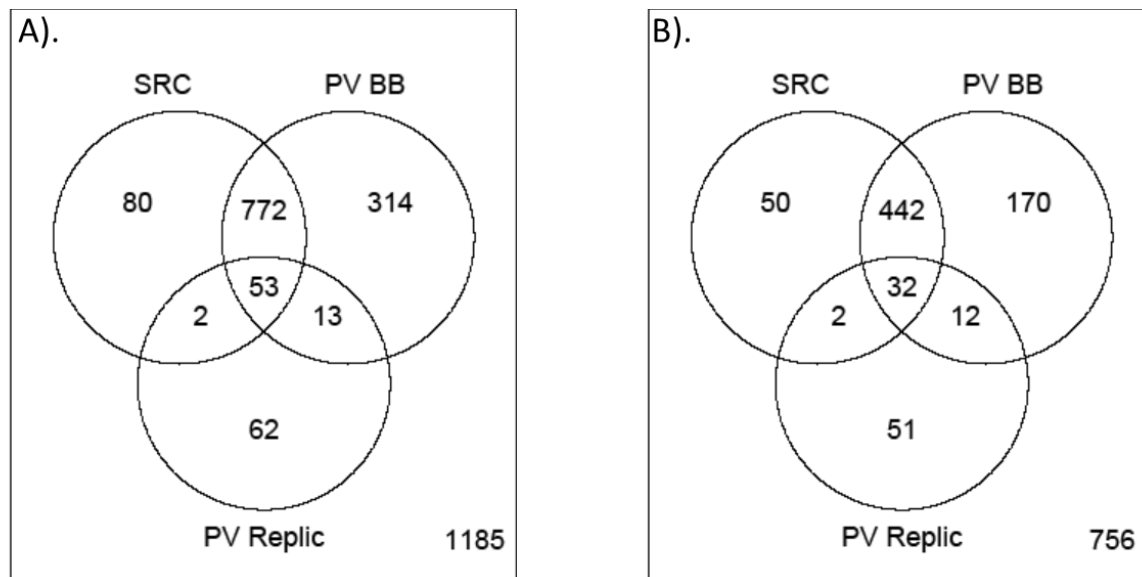 A).
SRC PV BB
80 772 314
53
2 13
62
PV Replic 1185
B).
SRC PV BB
50 442 170
32
2 12
51
PV Replic 756